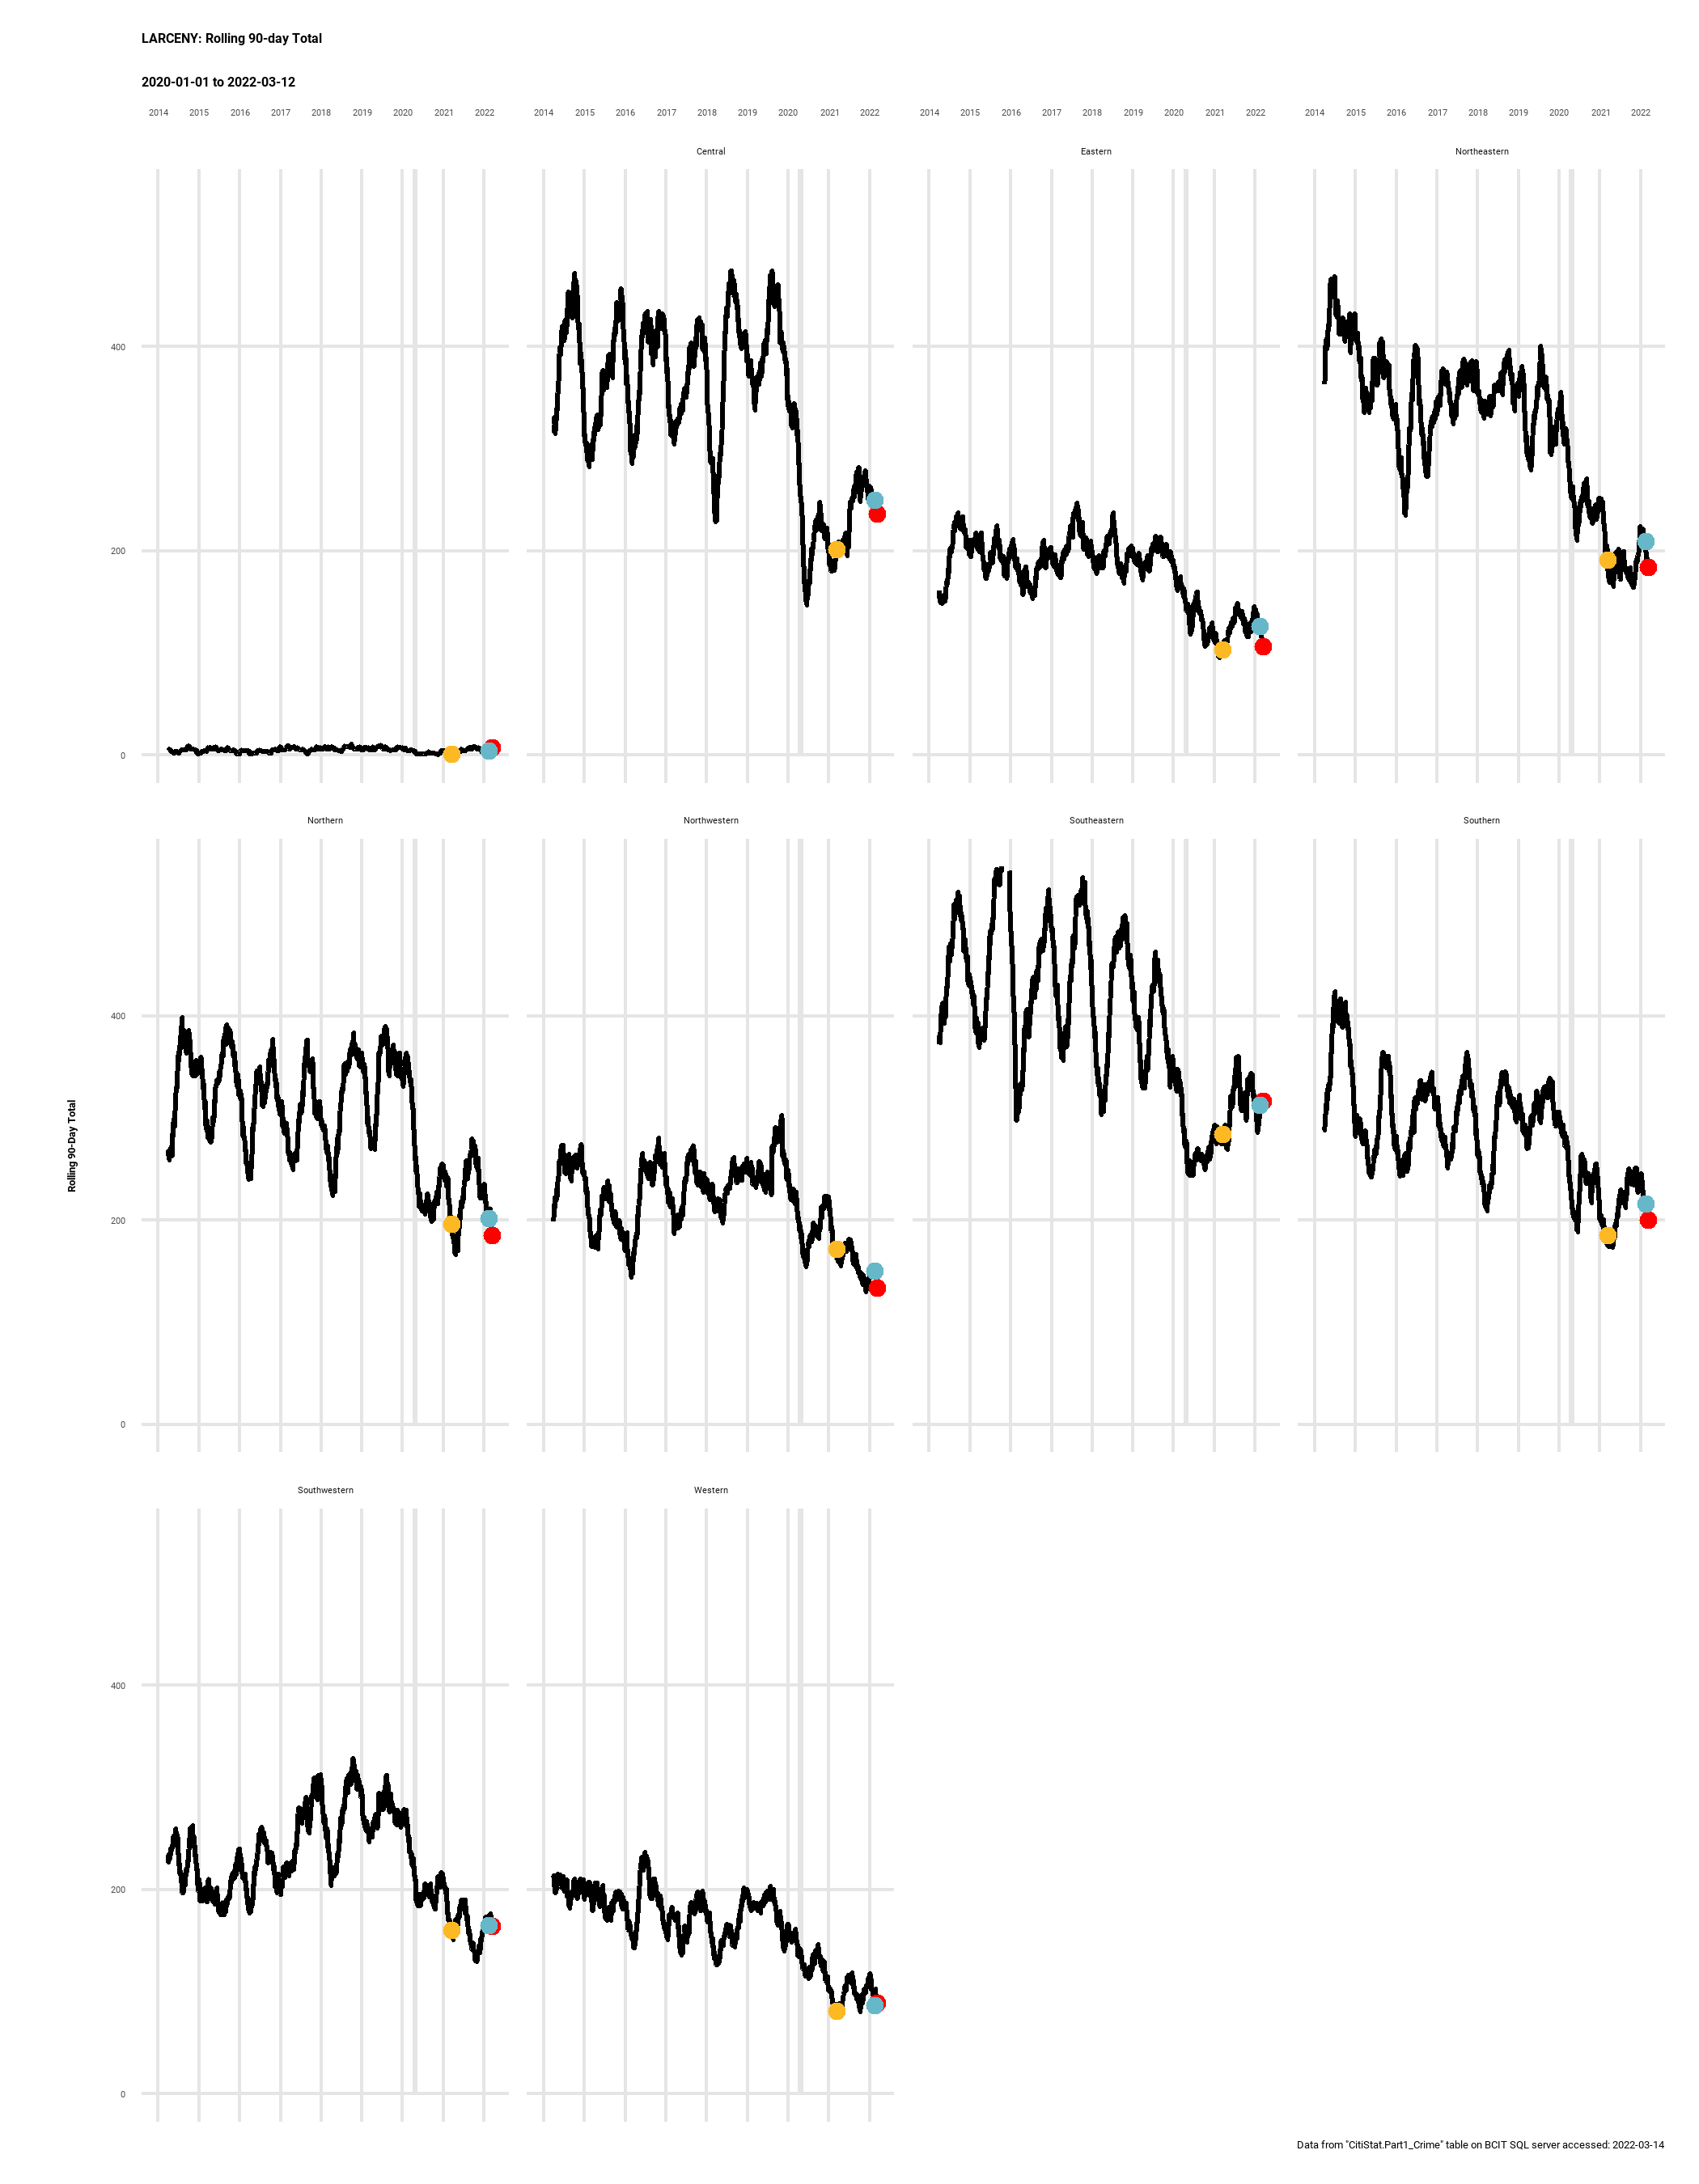 LARCENY: Rolling 90-day Total
2020-01-01 to 2022-03-12
2014 2015 2016 2017 2018 2019 2020 2021 2022 2014 2015 2016 2017 2018 2019 2020 2021 2022 2014 2015 2016 2017 2018 2019 2020 2021 2022 2014 2015 2016 2017 2018 2019 2020 2021 2022
Central Eastern Northeastern
400
200
0
Northern Northwestern Southeastern Southern
400
200
0
Rolling 90-Day Total
Southwestern Western
400
200
0
Data from "CitiStat.Part1_Crime" table on BCIT SQL server accessed: 2022-03-14